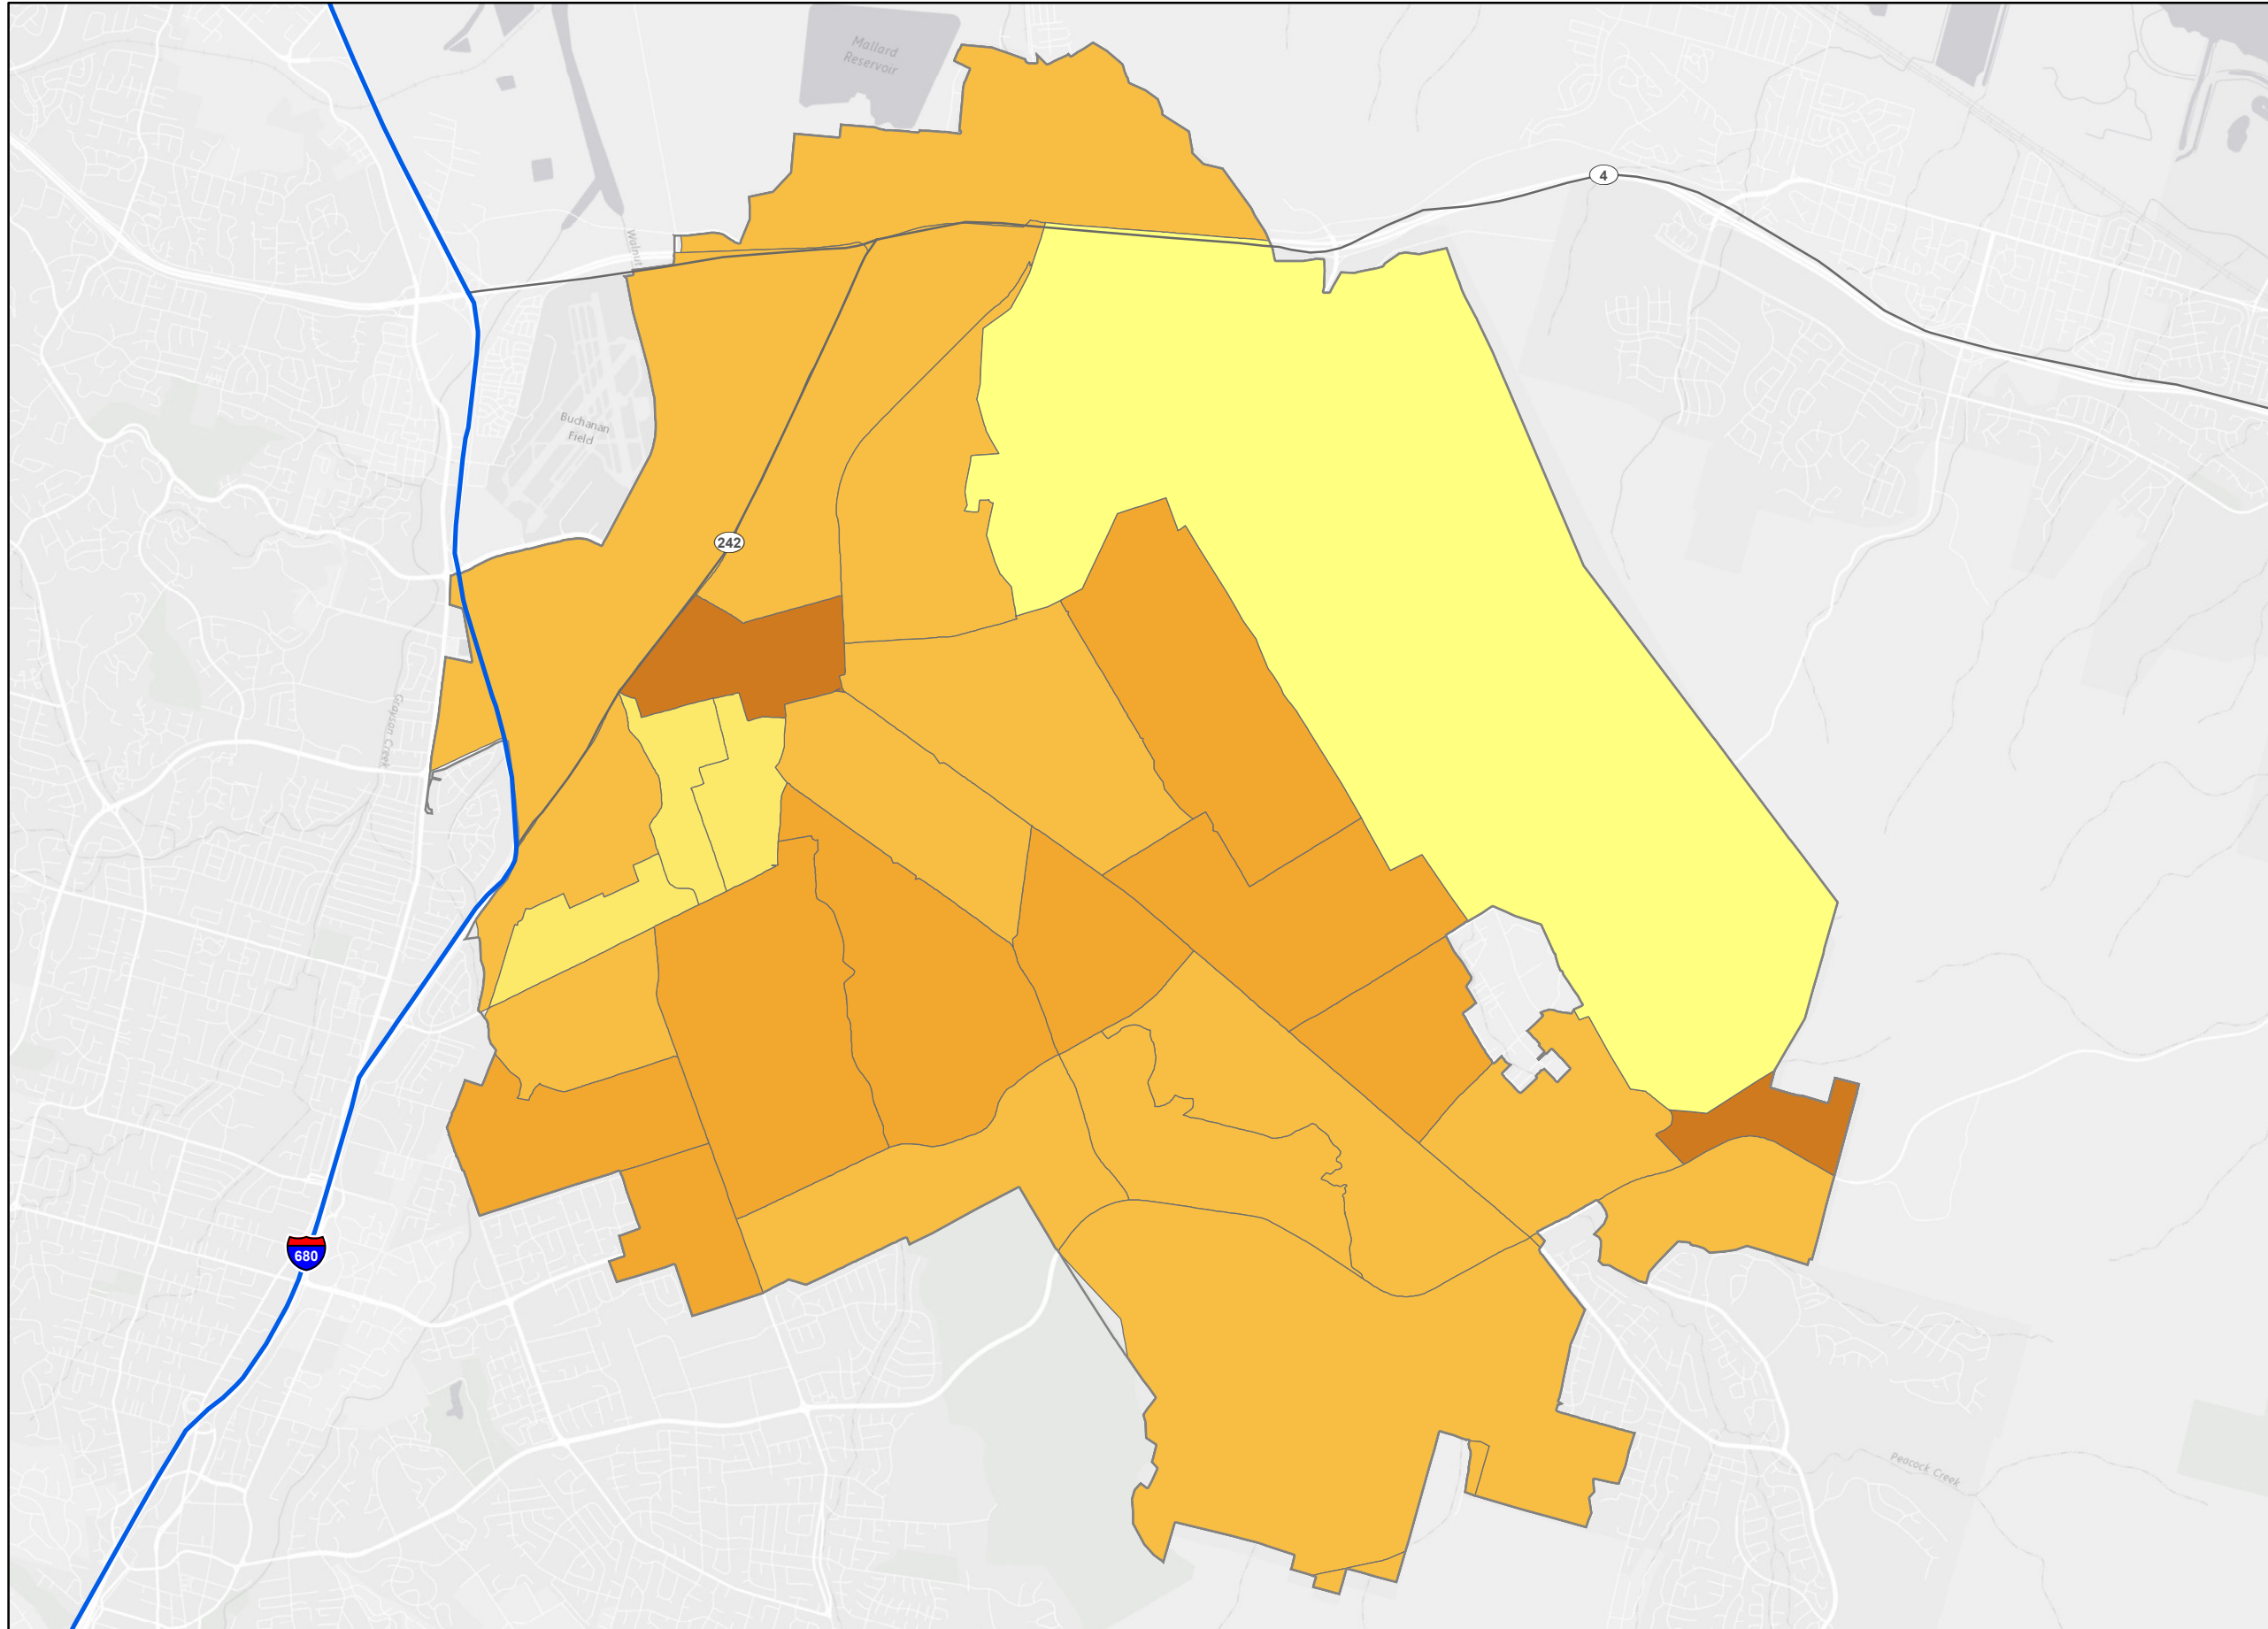 Mallard
Reservoir
4
Walnut
Buchanan
Field
242
Grayson Creek
680
Peacock Creek